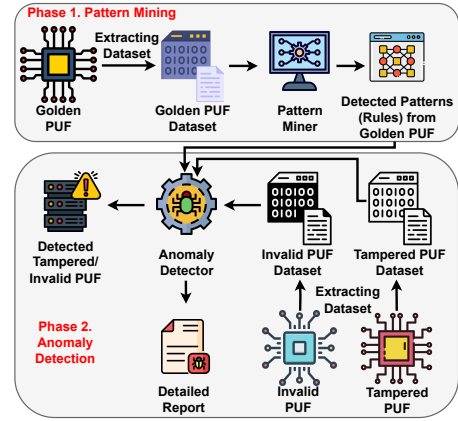 Phase 1. Pattern Mining
Extracting
Dataset
Golden
PUF
Golden PUF
Dataset
Pattern
Miner
Detected Patterns
(Rules) from
Golden PUF
Detected
Tampered/
Invalid PUF
Anomaly
Detector
Invalid PUF
Dataset
Tampered PUF
Dataset
Extracting
Dataset
Phase 2.
Anomaly
Detection
Detailed
Report
Invalid
PUF
Tampered
PUF